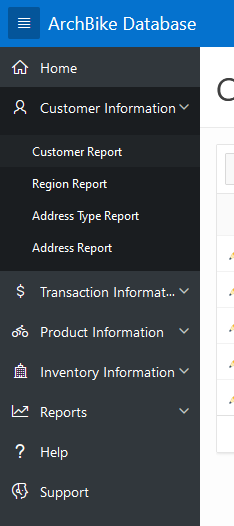 ArchBike Database
Home
Customer Information
Customer Report
Region Report
Address Type Report
Address Report
$ Transaction Informat...
Product Information
Inventory Information
Reports
? Help
Support